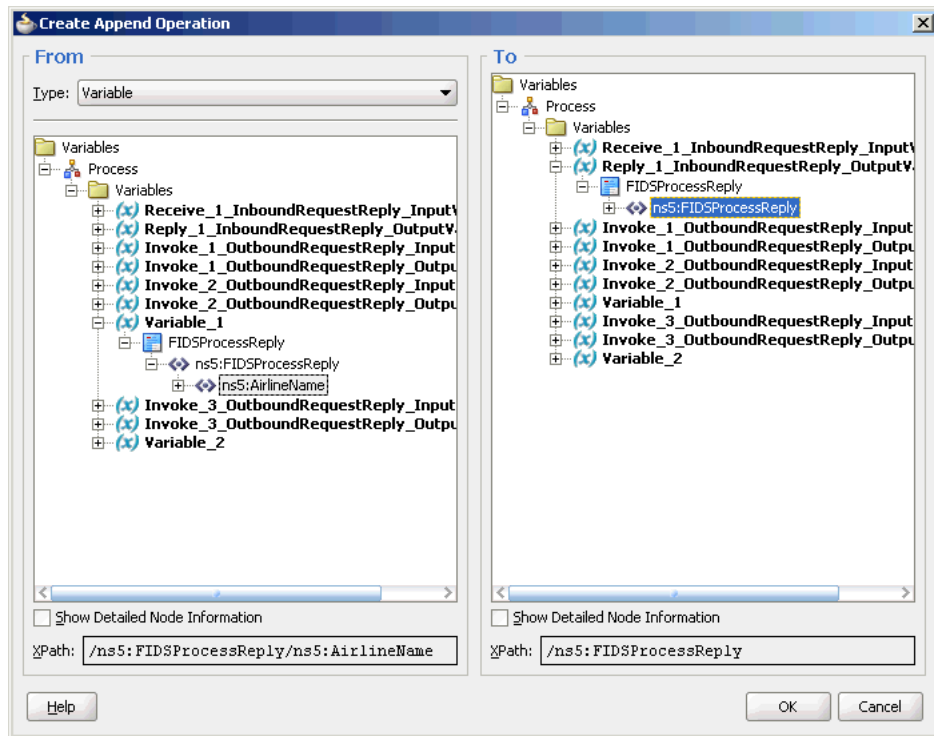 Create Append Operation
From
Type: Variable
Variables
Process
Variables
Receive_1_InboundRequestReply_InputV
Reply_1_InboundRequestReply_OutputV.
Invoke_1_OutboundRequestReply_Input
Invoke_1_OutboundRequestReply_Outpu
Invoke_2_OutboundRequestReply_Input
Invoke_2_OutboundRequestReply_Outpu
Variable_1
FIDSProcessReply
ns5:FIDSProcessReply
ns5:AirlineName
Invoke_3_OutboundRequestReply_Input
Invoke_3_OutboundRequestReply_Outpu
Variable_2
Show Detailed Node Information
XPath: /ns5:FIDSProcessReply/ns5:AirlineName
To
Variables
Process
Variables
Receive_1_InboundRequestReply_InputV
Reply_1_InboundRequestReply_OutputV.
FIDSProcessReply
ns5:FIDSProcessReply
Invoke_1_OutboundRequestReply_Input
Invoke_1_OutboundRequestReply_Outpu
Invoke_2_OutboundRequestReply_Input
Invoke_2_OutboundRequestReply_Outpu
Variable_1
Invoke_3_OutboundRequestReply_Input
Invoke_3_OutboundRequestReply_Outpu
Variable_2
Show Detailed Node Information
XPath: /ns5:FIDSProcessReply
Help
OK
Cancel